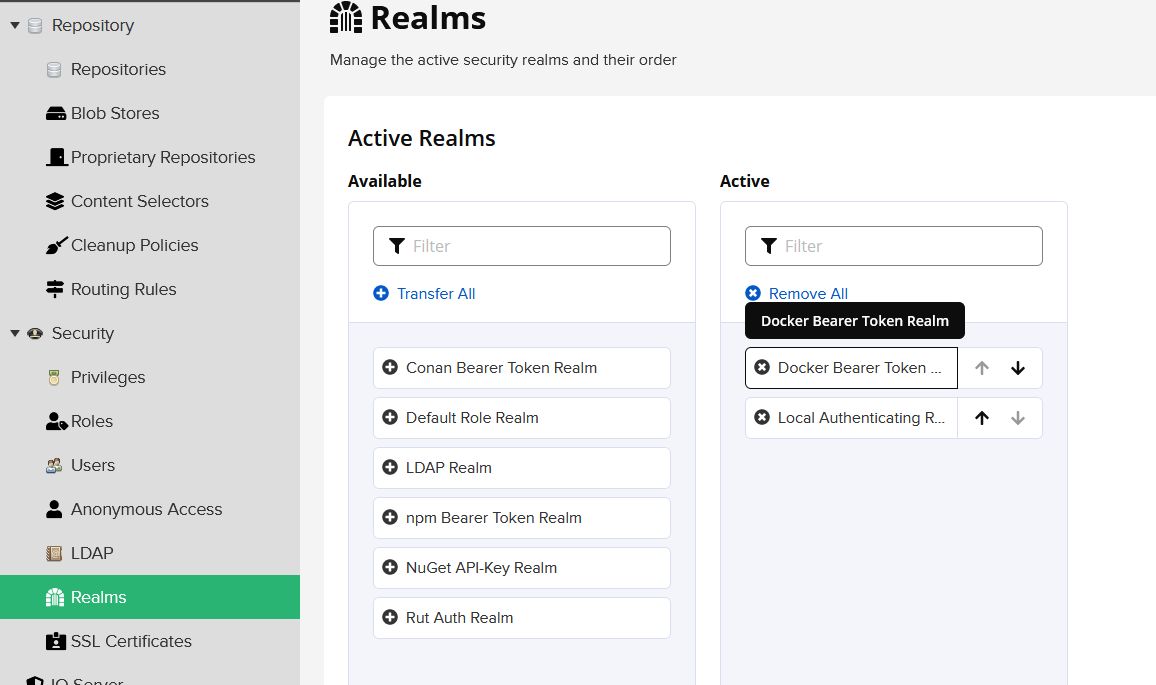 Repository
Repositories
Blob Stores
Proprietary Repositories
Content Selectors
Cleanup Policies
Routing Rules
Security
Privileges
Roles
Users
Anonymous Access
LDAP
Realms
SSL Certificates
IQ Server
Realms
Manage the active security realms and their order
Active Realms
Available
Filter
Transfer All
Conan Bearer Token Realm
Default Role Realm
LDAP Realm
npm Bearer Token Realm
NuGet API-Key Realm
Rut Auth Realm
Active
Filter
Remove All
Docker Bearer Token Realm
Docker Bearer Token ...
Local Authenticating R...